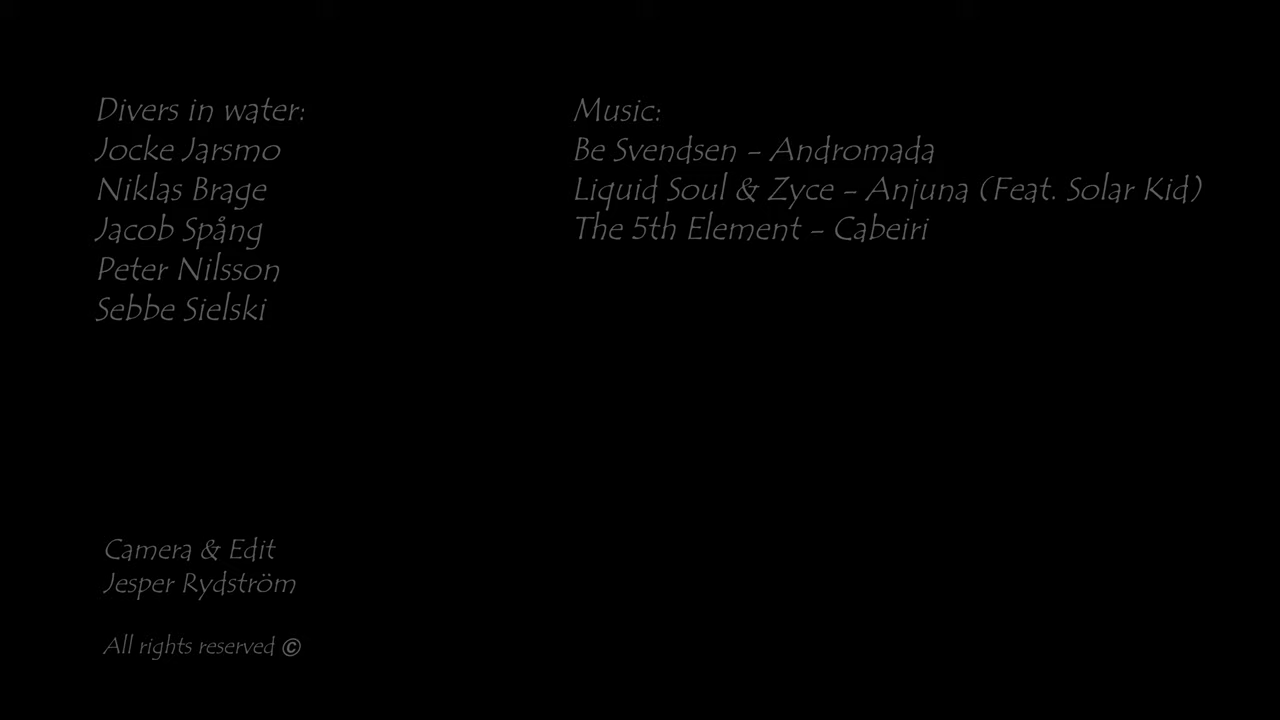 Divers in water:
Jocke Jarsmo
Niklas Brage
Jacob Spång
Peter Nilsson
Sebbe Sielski
Music:
Be Svendsen - Andromada
Liquid Soul & Zyce - Anjuna (Feat. Solar Kid)
The 5th Element - Cabeiri
Camera & Edit
Jesper Rydström
All rights reserved ©